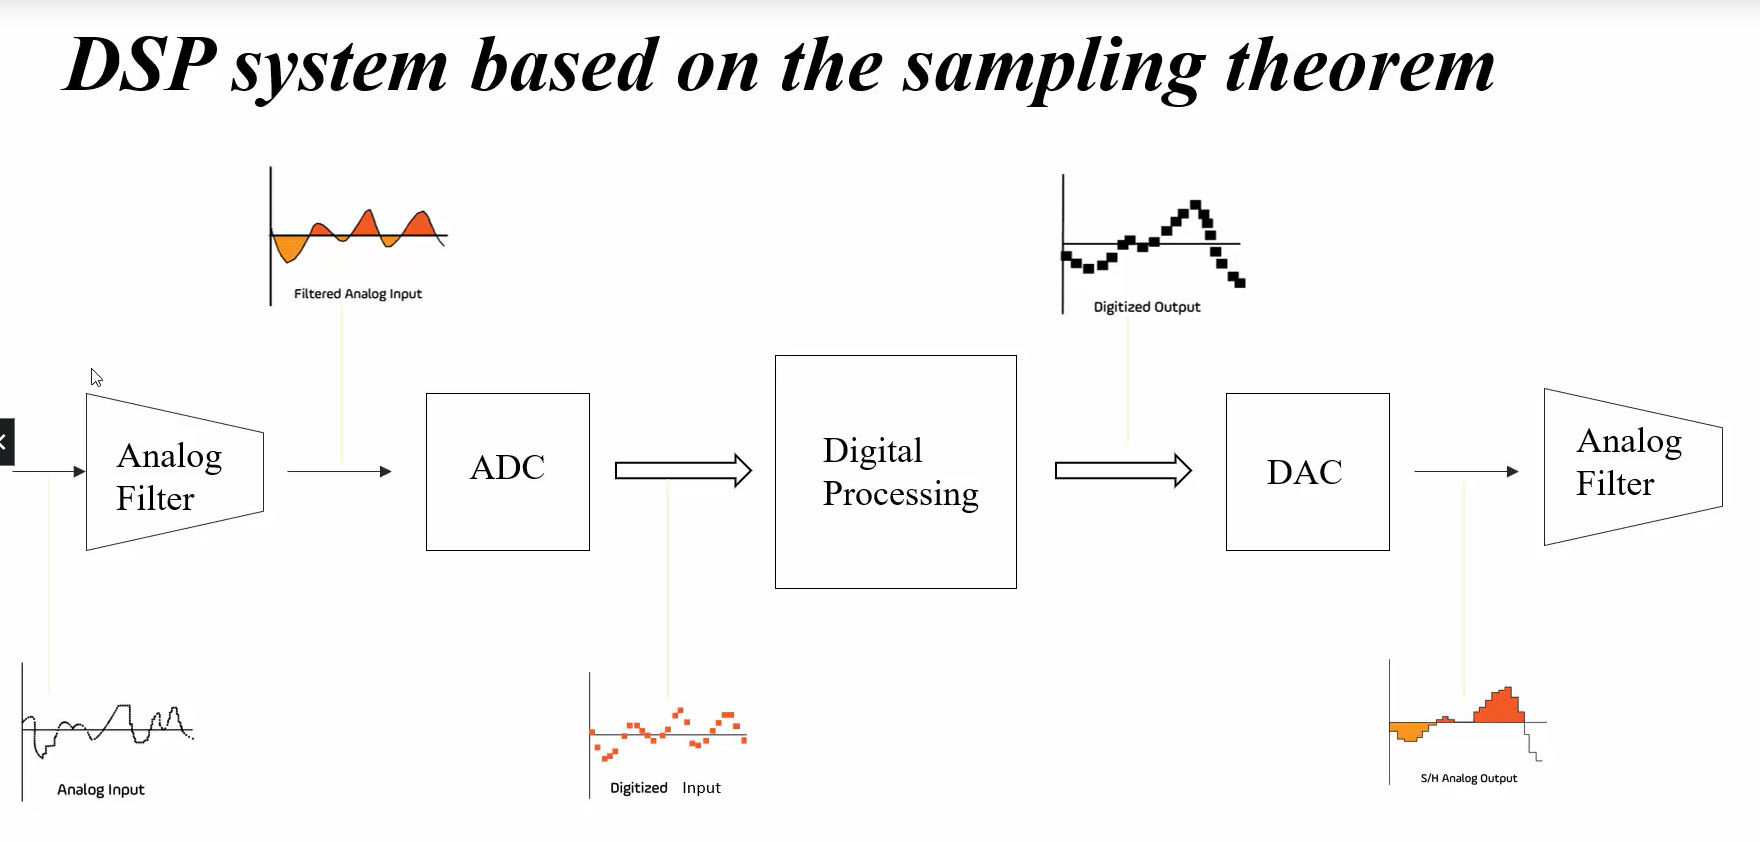 DSP system based on the sampling theorem
Filtered Analog Input
Digitized Output
Analog
Filter
ADC
Digital
Processing
DAC
Analog
Filter
Analog Input
Digitized Input
S/H Analog Output